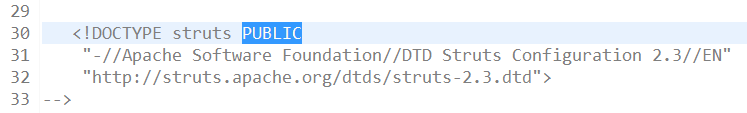 29
30 <!DOCTYPE struts PUBLIC
31 "-//Apache Software Foundation//DTD Struts Configuration 2.3//EN"
32 "http://struts.apache.org/dtds/struts-2.3.dtd">
33 -->